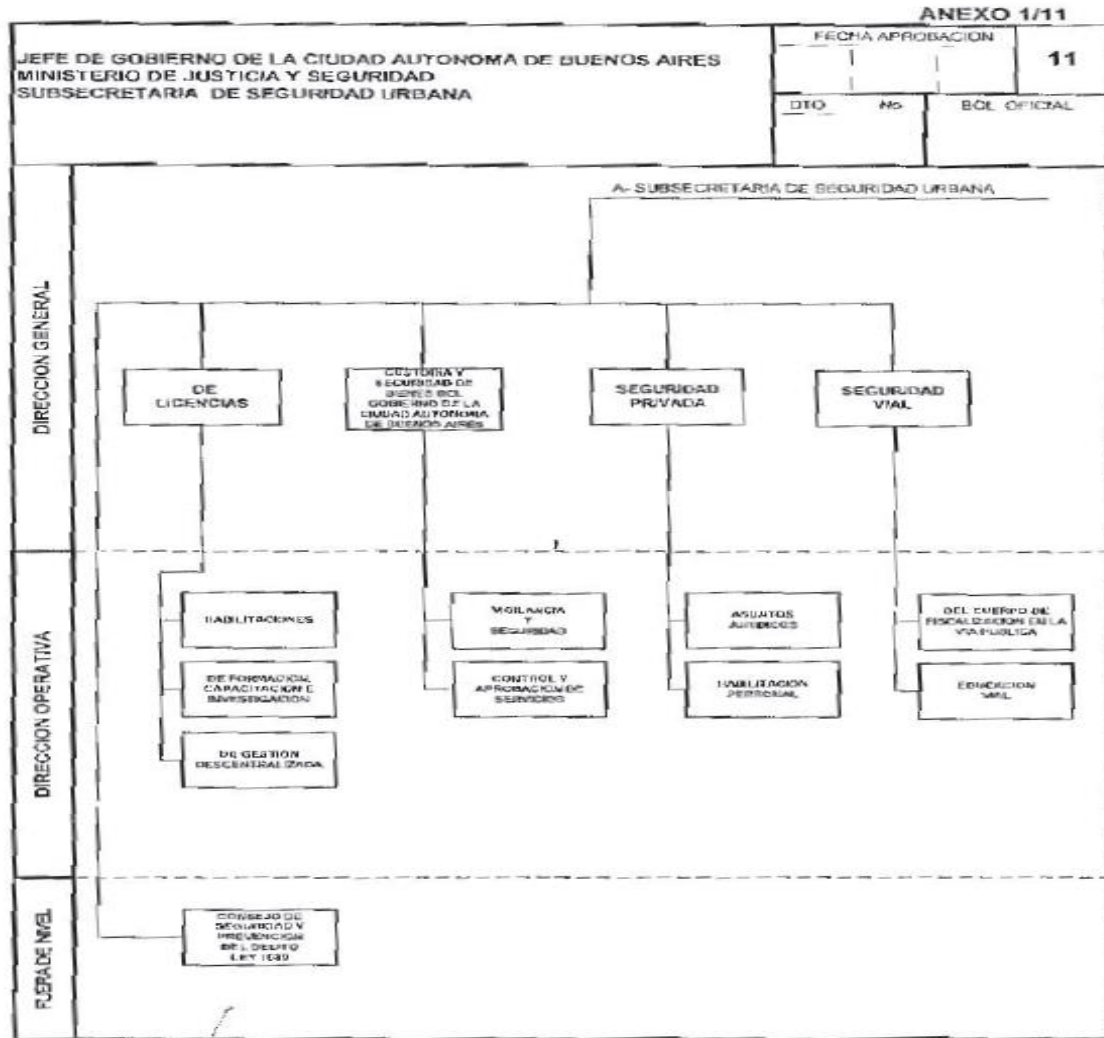 ANEXO 1/11
JEFE DE GOBIERNO DE LA CIUDAD AUTONOMA DE BUENOS AIRES
MINISTERIO DE JUSTICIA Y SEGURIDAD
SUBSECRETARIA DE SEGURIDAD URBANA
FECHA APROBACION
11
DTO No BOL OFICIAL
A- SUBSECRETARIA DE SEGURIDAD URBANA
DIRECCION GENERAL
DE
LICENCIAS
CUSTODIA Y
SEGURIDAD DE
BIENES DEL
GOBIERNO DE LA
CIUDAD AUTONOMA
DE BUENOS AIRES
SEGURIDAD
PRIVADA
SEGURIDAD
VIAL
DIRECCION OPERATIVA
HABILITACIONES
DE FORMACION,
CAPACITACION E
INVESTIGACION
DE GESTION
DESCENTRALIZADA
VIGILANCIA
Y
SEGURIDAD
CONTROL Y
APROBACION DE
SERVICIOS
ASUNTOS
JURIDICOS
HABILITACION
PERSONAL
DEL CUERPO DE
FISCALIZACION EN LA
VIA PUBLICA
EDUCACION
VIAL
FUERA DE NIVEL
CONSEJO DE
SEGURIDAD Y
PREVENCION
DEL DELITO
LEY